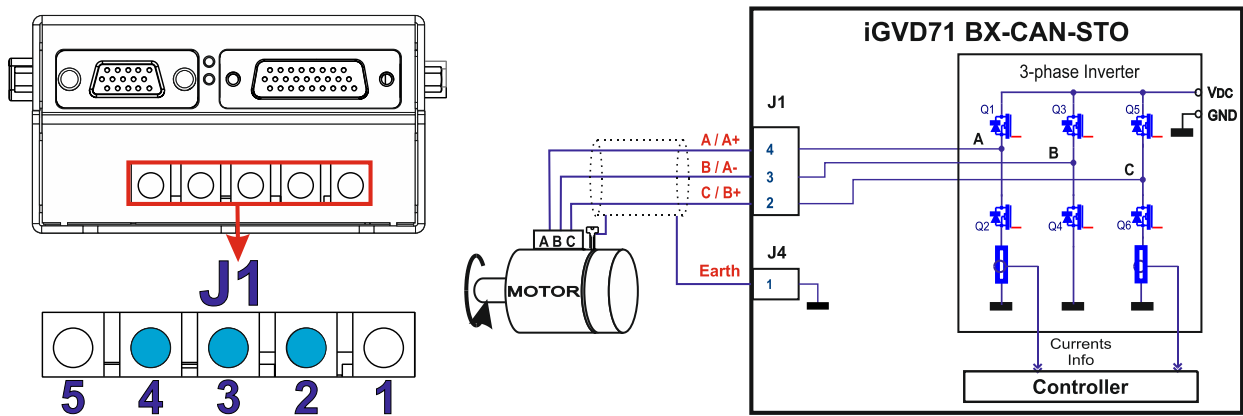 J1
5 4 3 2 1
iGVD71 BX-CAN-STO
3-phase Inverter
VDC
GND
Q1
Q3
Q5
J1
A / A+
4
A
B / A-
3
B
C / B+
2
C
Q2
Q4
Q6
A B C
MOTOR
J4
Earth
1
Currents
Info
Controller